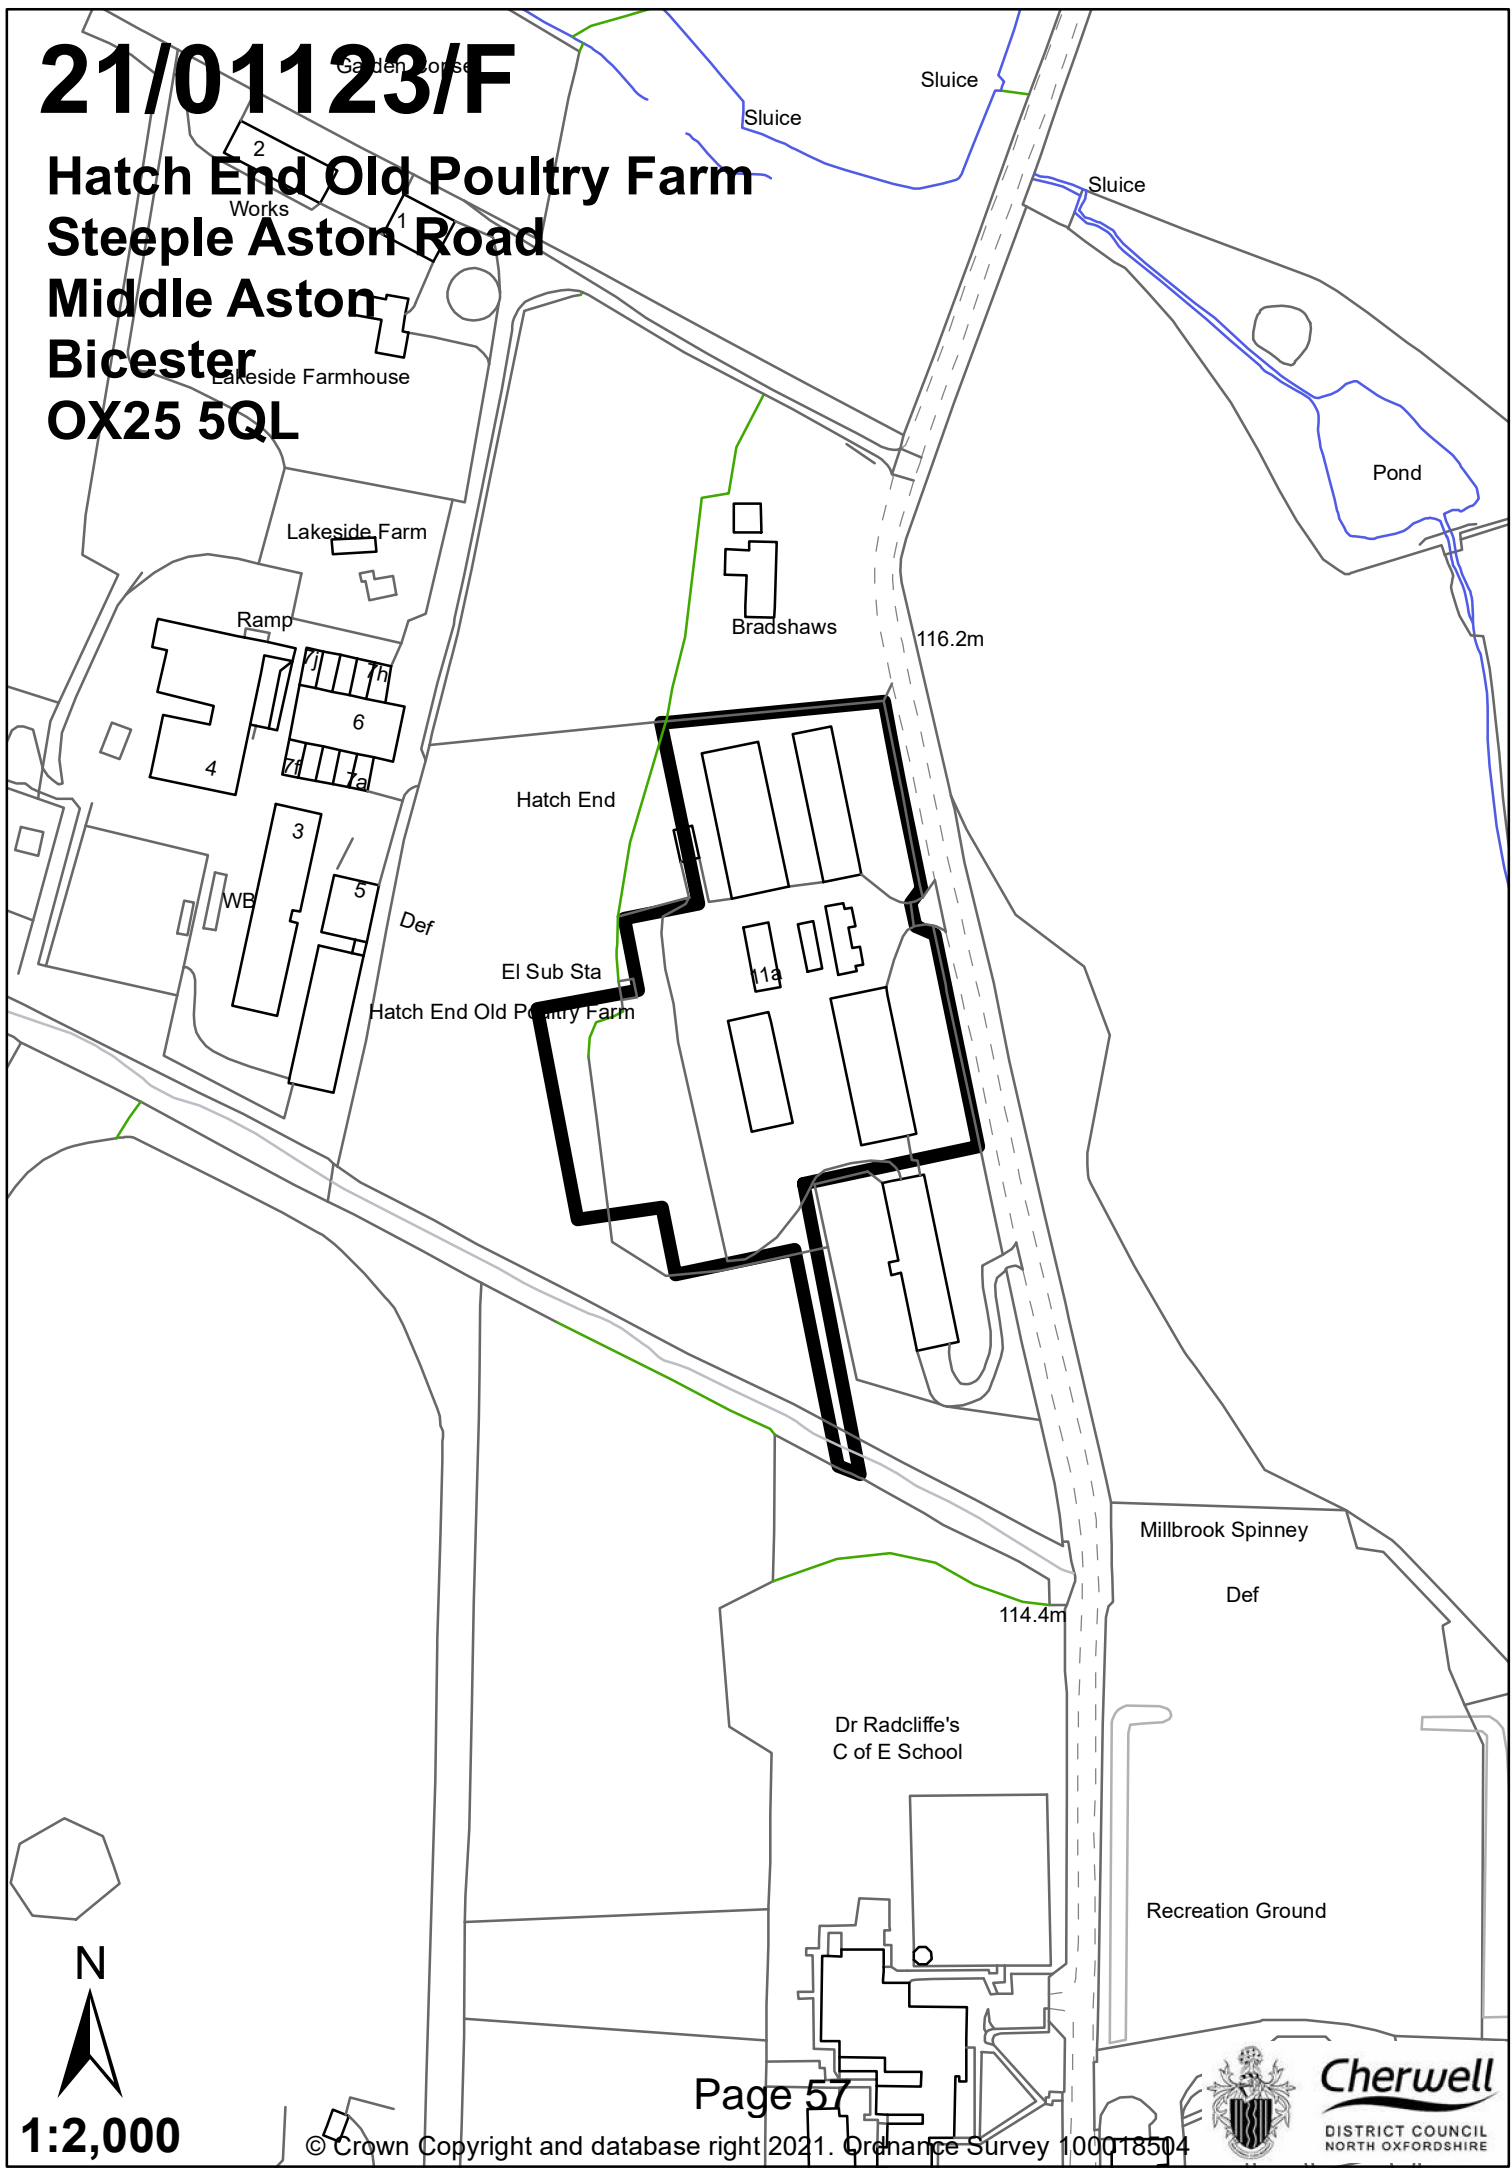 21/01123/F
Garden Copse
Hatch End Old Poultry Farm
Steeple Aston Road
Middle Aston
Bicester
OX25 5QL
2
Works
1
Lakeside Farmhouse
Sluice
Sluice
Sluice
Pond
Lakeside Farm
Ramp
7j
7h
6
4
7f
7a
3
WB
5
Def
Bradshaws
116.2m
Hatch End
El Sub Sta
11a
Hatch End Old Poultry Farm
Millbrook Spinney
Def
114.4m
Dr Radcliffe's
C of E School
Recreation Ground
N
1:2,000
Page 57
© Crown Copyright and database right 2021. Ordnance Survey 100018504
Cherwell
DISTRICT COUNCIL
NORTH OXFORDSHIRE